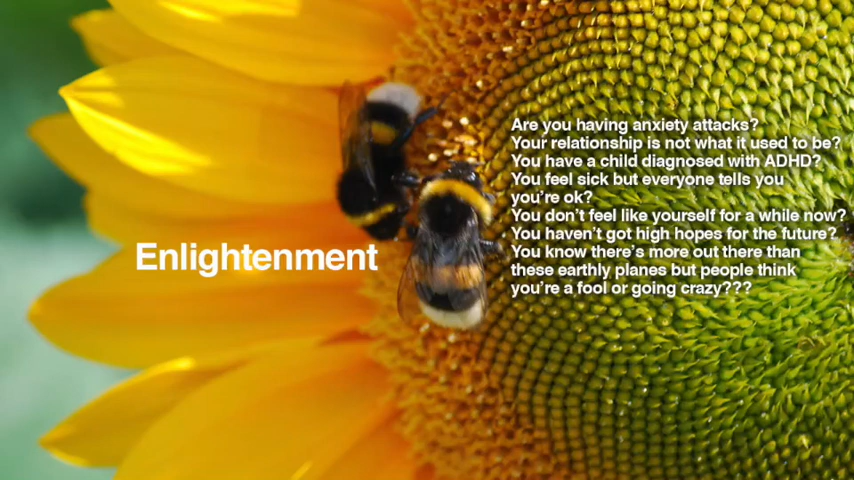 Enlightenment
Are you having anxiety attacks?
Your relationship is not what it used to be?
You have a child diagnosed with ADHD?
You feel sick but everyone tells you
you're ok?
You don't feel like yourself for a while now?
You haven't got high hopes for the future?
You know there's more out there than
these earthly planes but people think
you're a fool or going crazy???